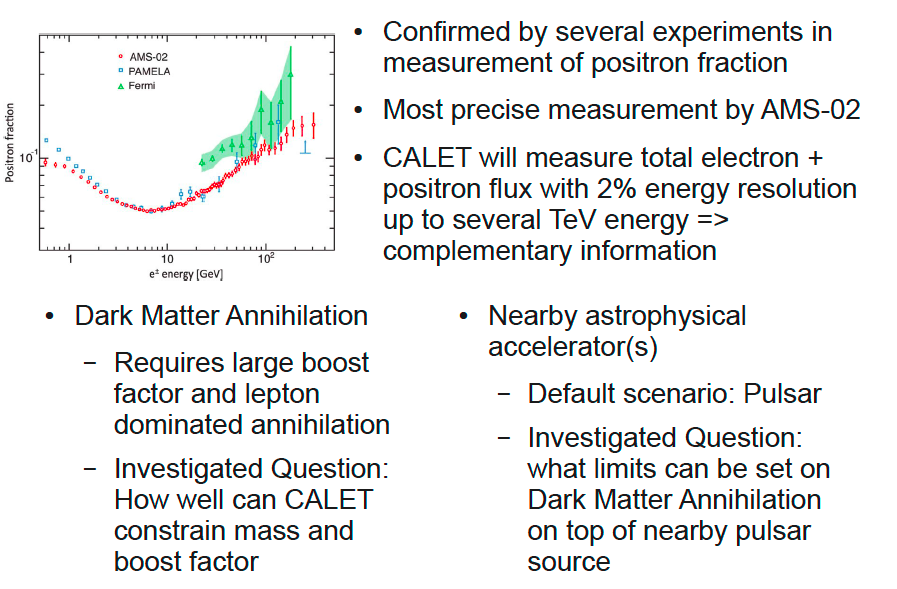 AMS-02
PAMELA
Fermi
Positron fraction
10⁻¹
1
10
10²
e± energy [GeV]
• Confirmed by several experiments in
measurement of positron fraction
• Most precise measurement by AMS-02
• CALET will measure total electron +
positron flux with 2% energy resolution
up to several TeV energy =>
complementary information
• Dark Matter Annihilation
– Requires large boost
factor and lepton
dominated annihilation
– Investigated Question:
How well can CALET
constrain mass and
boost factor
• Nearby astrophysical
accelerator(s)
– Default scenario: Pulsar
– Investigated Question:
what limits can be set on
Dark Matter Annihilation
on top of nearby pulsar
source